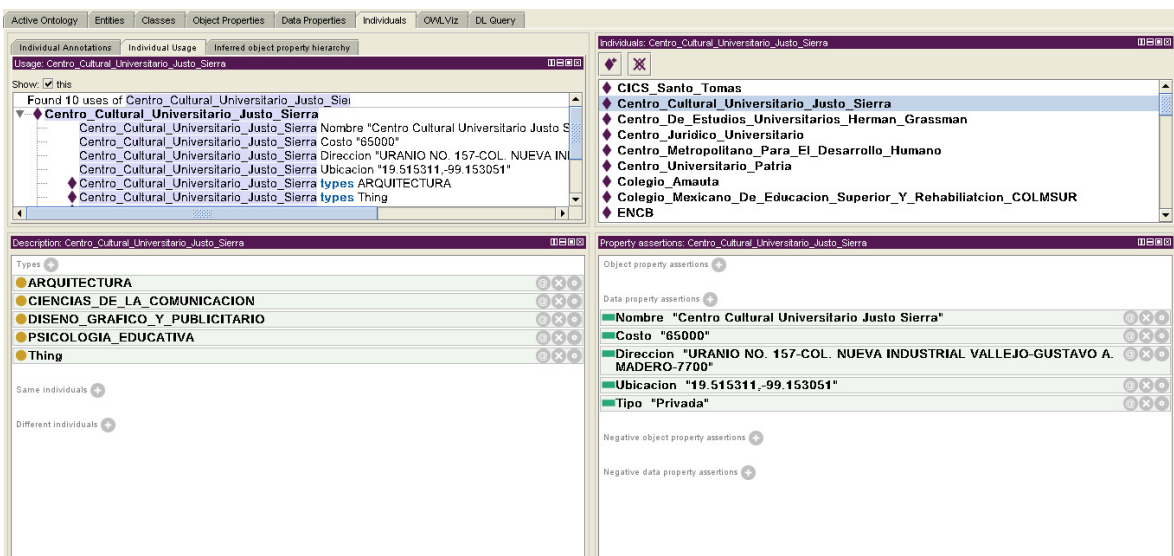 Active Ontology Entities Classes Object Properties Data Properties Individuals OWLViz DL Query
Individual Annotations Individual Usage Inferred object property hierarchy
Usage: Centro_Cultural_Universitario_Justo_Sierra
Show: this
Found 10 uses of Centro_Cultural_Universitario_Justo_Sier
Centro_Cultural_Universitario_Justo_Sierra
Centro_Cultural_Universitario_Justo_Sierra Nombre "Centro Cultural Universitario Justo S
Centro_Cultural_Universitario_Justo_Sierra Costo "65000"
Centro_Cultural_Universitario_Justo_Sierra Direccion "URANIO NO. 157-COL. NUEVA IN
Centro_Cultural_Universitario_Justo_Sierra Ubicacion "19.515311,-99.153051"
Centro_Cultural_Universitario_Justo_Sierra types ARQUITECTURA
Centro_Cultural_Universitario_Justo_Sierra types Thing
Individuals: Centro_Cultural_Universitario_Justo_Sierra
CICS_Santo_Tomas
Centro_Cultural_Universitario_Justo_Sierra
Centro_De_Estudios_Universitarios_Herman_Grassman
Centro_Juridico_Universitario
Centro_Metropolitano_Para_El_Desarrollo_Humano
Centro_Universitario_Patria
Colegio_Amauta
Colegio_Mexicano_De_Educacion_Superior_Y_Rehabiliatcion_COLMSUR
ENCB
Description: Centro_Cultural_Universitario_Justo_Sierra
Types
ARQUITECTURA
CIENCIAS_DE_LA_COMUNICACION
DISENO_GRAFICO_Y_PUBLICITARIO
PSICOLOGIA_EDUCATIVA
Thing
Same individuals
Different individuals
Property assertions: Centro_Cultural_Universitario_Justo_Sierra
Object property assertions
Data property assertions
Nombre "Centro Cultural Universitario Justo Sierra"
Costo "65000"
Direccion "URANIO NO. 157-COL. NUEVA INDUSTRIAL VALLEJO-GUSTAVO A.
MADERO-7700"
Ubicacion "19.515311,-99.153051"
Tipo "Privada"
Negative object property assertions
Negative data property assertions